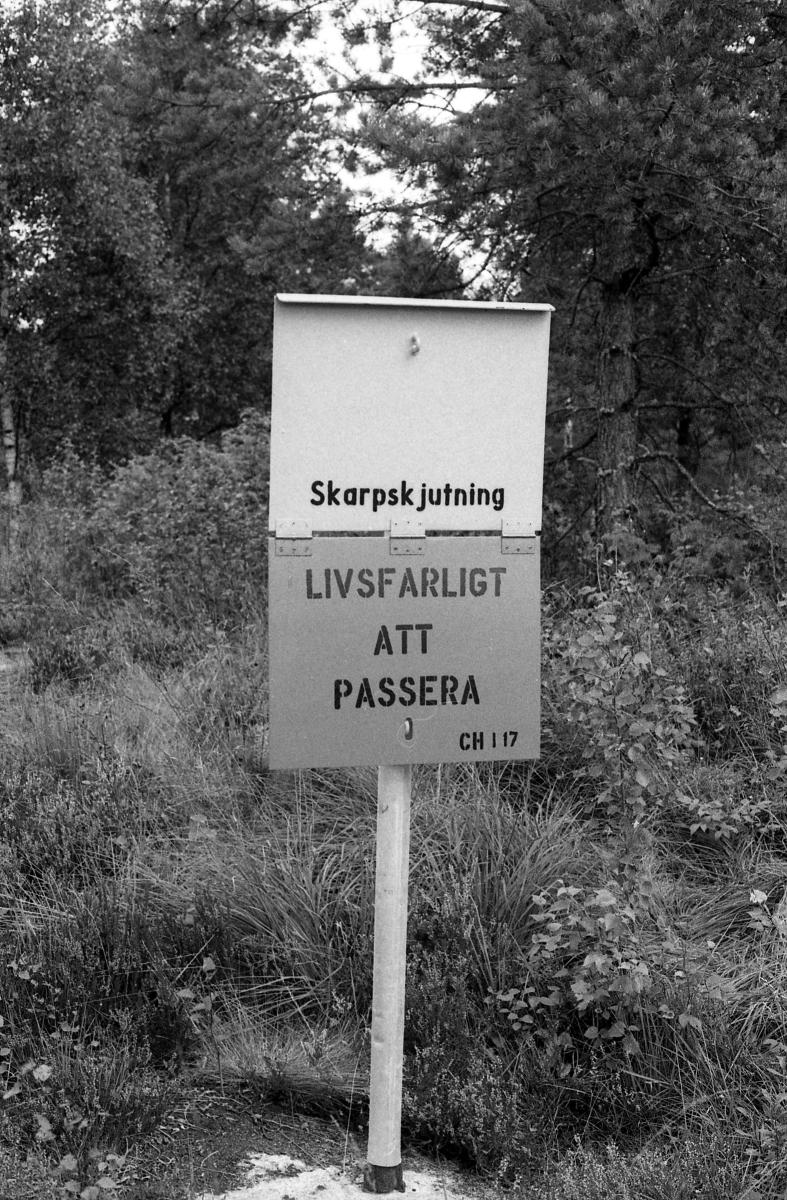 Skarpskjutning
LIVSFARLIGT
ATT
PASSERA
CH I 17